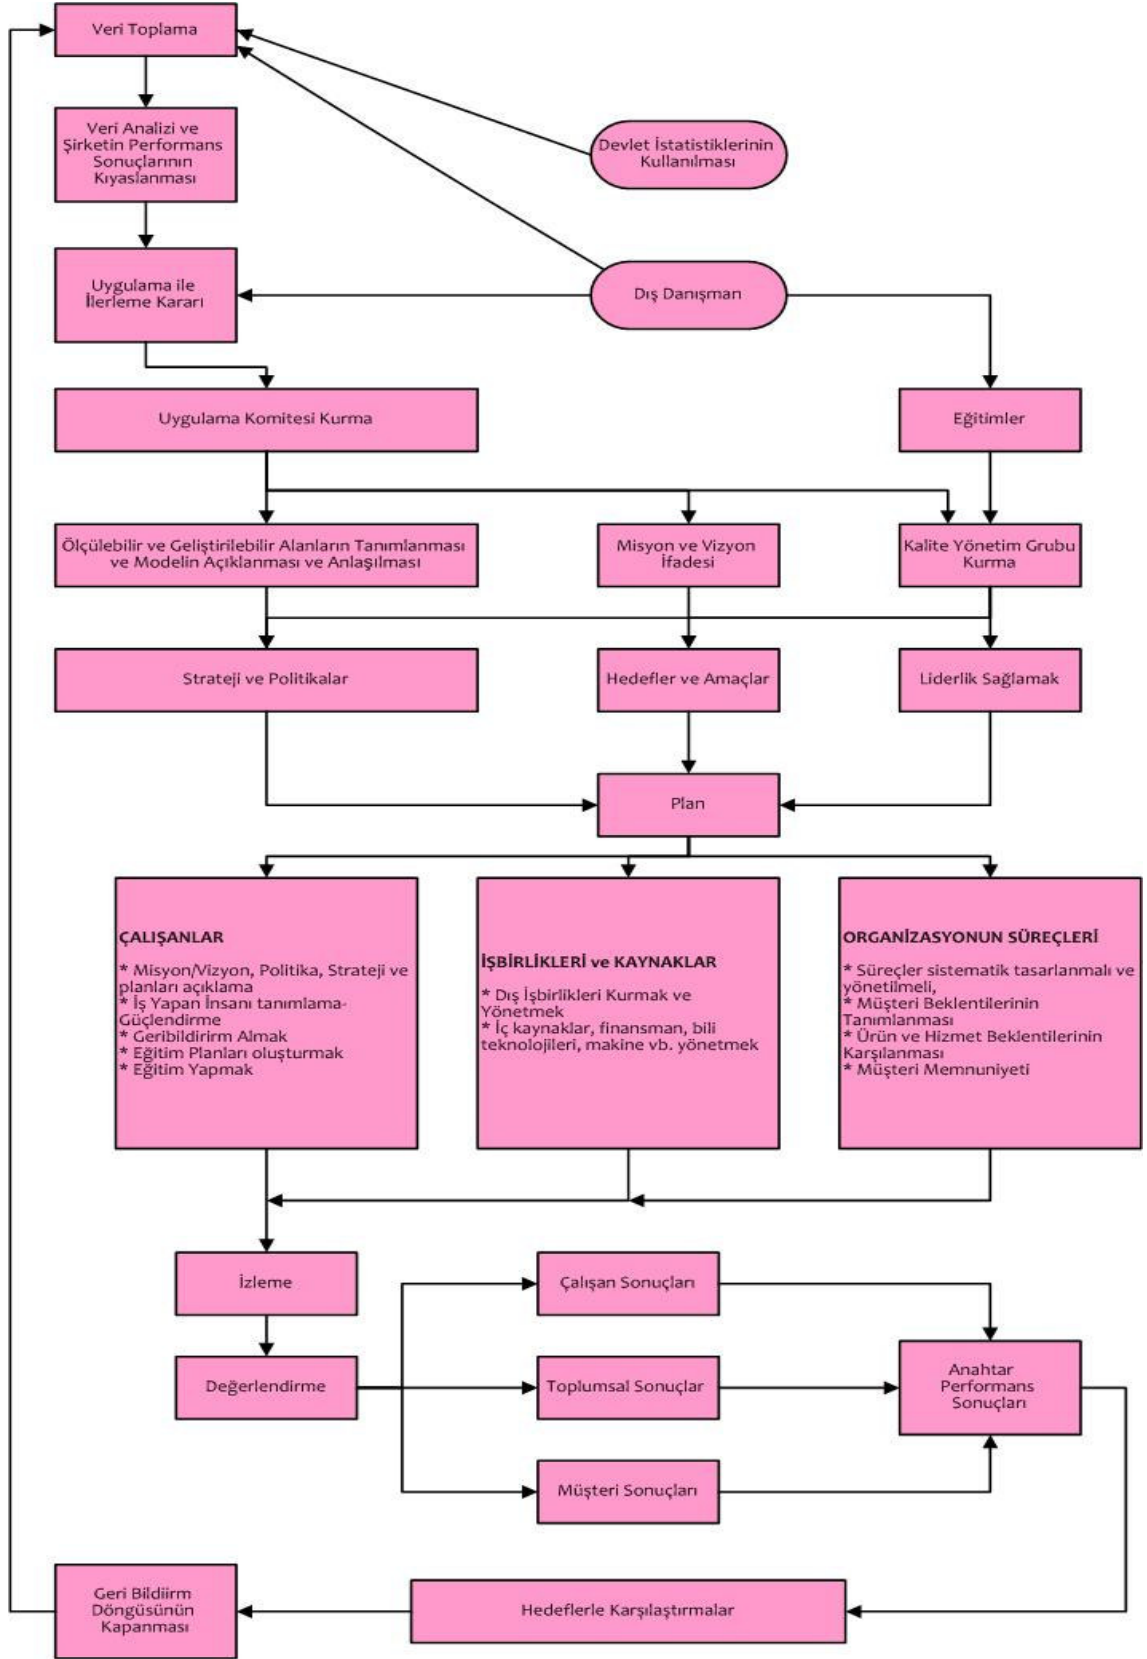 Veri Toplama
Veri Analizi ve
Şirketin Performans
Sonuçlarının
Kıyaslanması
Devlet İstatistiklerinin
Kullanılması
Uygulama ile
İlerleme Kararı
Dış Danışman
Uygulama Komitesi Kurma
Eğitimler
Ölçülebilir ve Geliştirilebilir Alanların Tanımlanması
ve Modelin Açıklanması ve Anlaşılması
Misyon ve Vizyon
İfadesi
Kalite Yönetim Grubu
Kurma
Strateji ve Politikalar
Hedefler ve Amaçlar
Liderlik Sağlamak
Plan
ÇALIŞANLAR
* Misyon/Vizyon, Politika, Strateji ve
planları açıklama
* İş Yapan İnsanı tanımlama-
Güçlendirme
* Geribildirirm Almak
* Eğitim Planları oluşturmak
* Eğitim Yapmak
İŞBİRLİKLERİ ve KAYNAKLAR
* Dış İşbirlikleri Kurmak ve
Yönetmek
* İç kaynaklar, finansman, bili
teknolojileri, makine vb. yönetmek
ORGANİZASYONUN SÜREÇLERİ
* Süreçler sistematik tasarlanmalı ve
yönetilmeli,
* Müşteri Beklentilerinin
Tanımlanması
* Ürün ve Hizmet Beklentilerinin
Karşılanması
* Müşteri Memnuniyeti
İzleme
Çalışan Sonuçları
Değerlendirme
Toplumsal Sonuçlar
Anahtar
Performans
Sonuçları
Müşteri Sonuçları
Geri Bildiirm
Döngüsünün
Kapanması
Hedeflerle Karşılaştırmalar